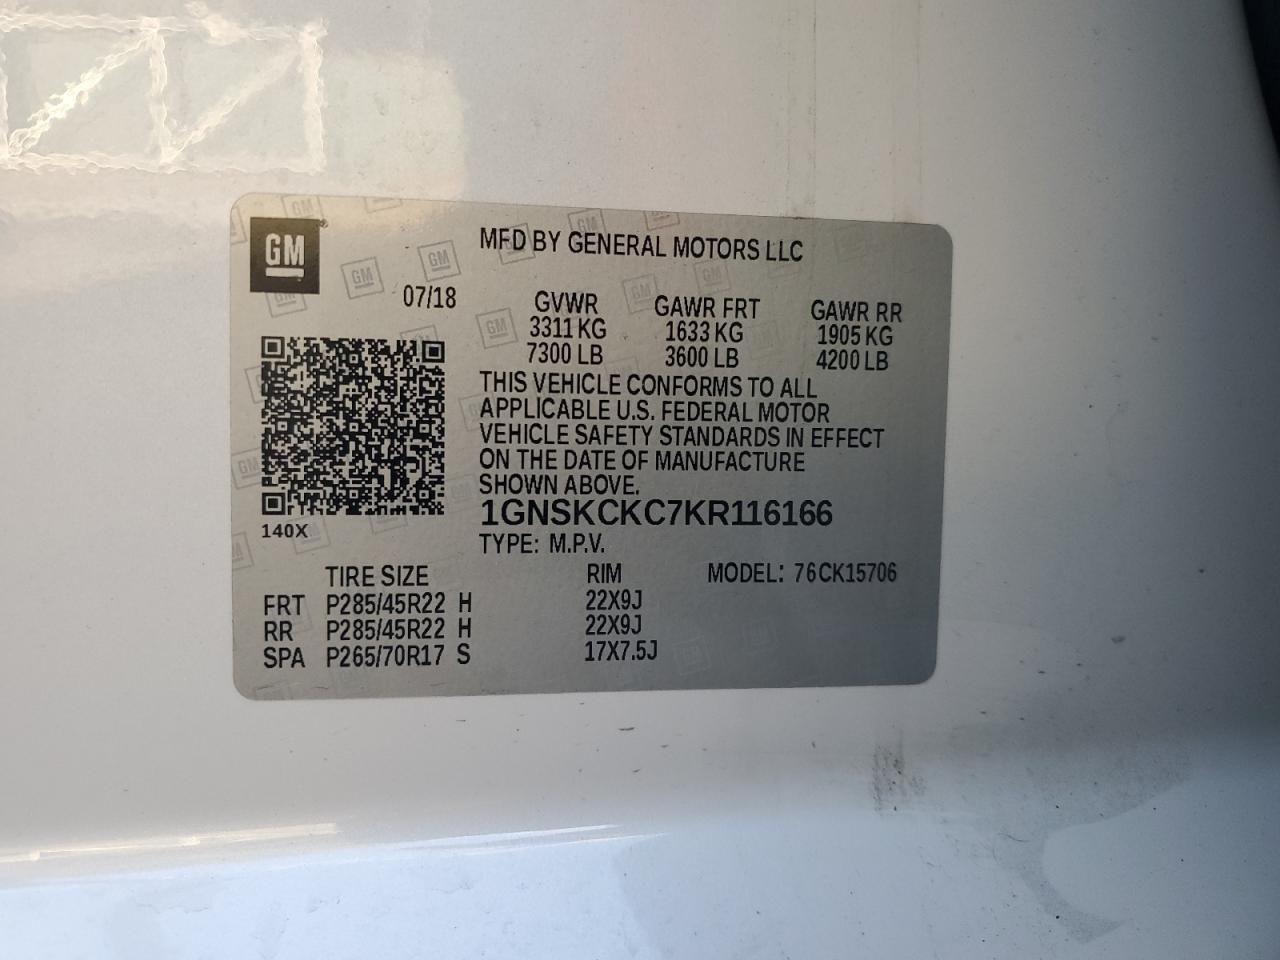 GM
MFD BY GENERAL MOTORS LLC
07/18
GVWR GAWR FRT GAWR RR
3311 KG 1633 KG 1905 KG
7300 LB 3600 LB 4200 LB
THIS VEHICLE CONFORMS TO ALL
APPLICABLE U.S. FEDERAL MOTOR
VEHICLE SAFETY STANDARDS IN EFFECT
ON THE DATE OF MANUFACTURE
SHOWN ABOVE.
1GNSKCKC7KR116166
140X
TYPE: M.P.V.
TIRE SIZE RIM MODEL: 76CK15706
FRT P285/45R22 H 22X9J
RR P285/45R22 H 22X9J
SPA P265/70R17 S 17X7.5J